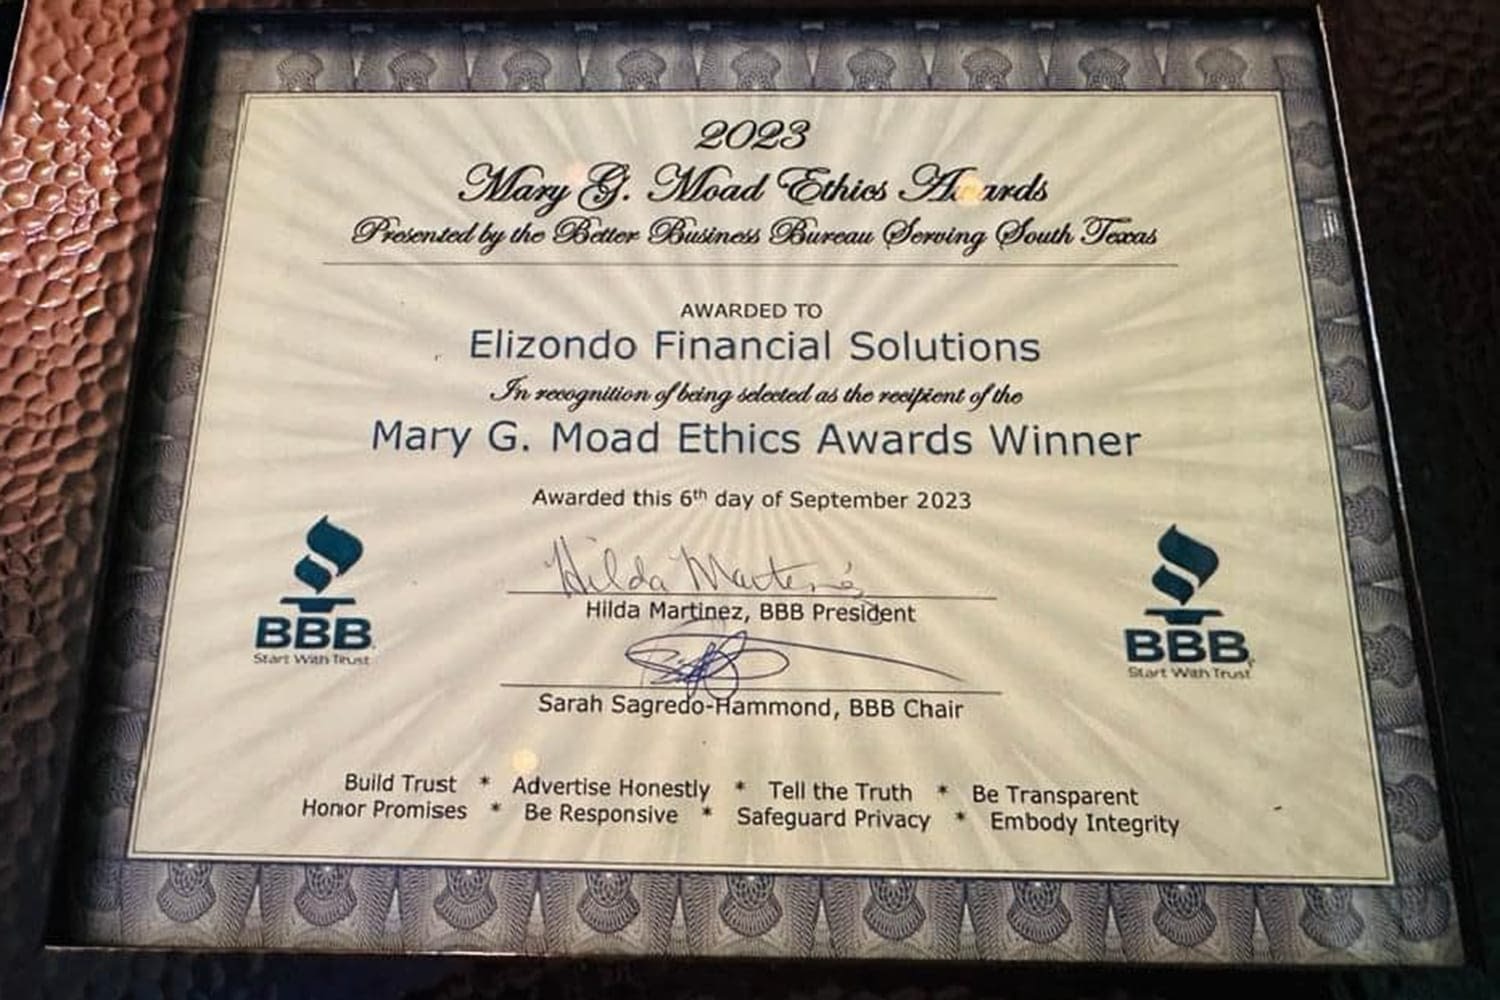 2023
Mary G. Moad Ethics Awards
Presented by the Better Business Bureau Serving South Texas
AWARDED TO
Elizondo Financial Solutions
In recognition of being selected as the recipient of the
Mary G. Moad Ethics Awards Winner
Awarded this 6th day of September 2023
Hilda Martinez
Hilda Martinez, BBB President
Sarah Sagredo-Hammond, BBB Chair
BBB
Start With Trust
BBB
Start With Trust
Build Trust * Advertise Honestly * Tell the Truth * Be Transparent
Honor Promises * Be Responsive * Safeguard Privacy * Embody Integrity